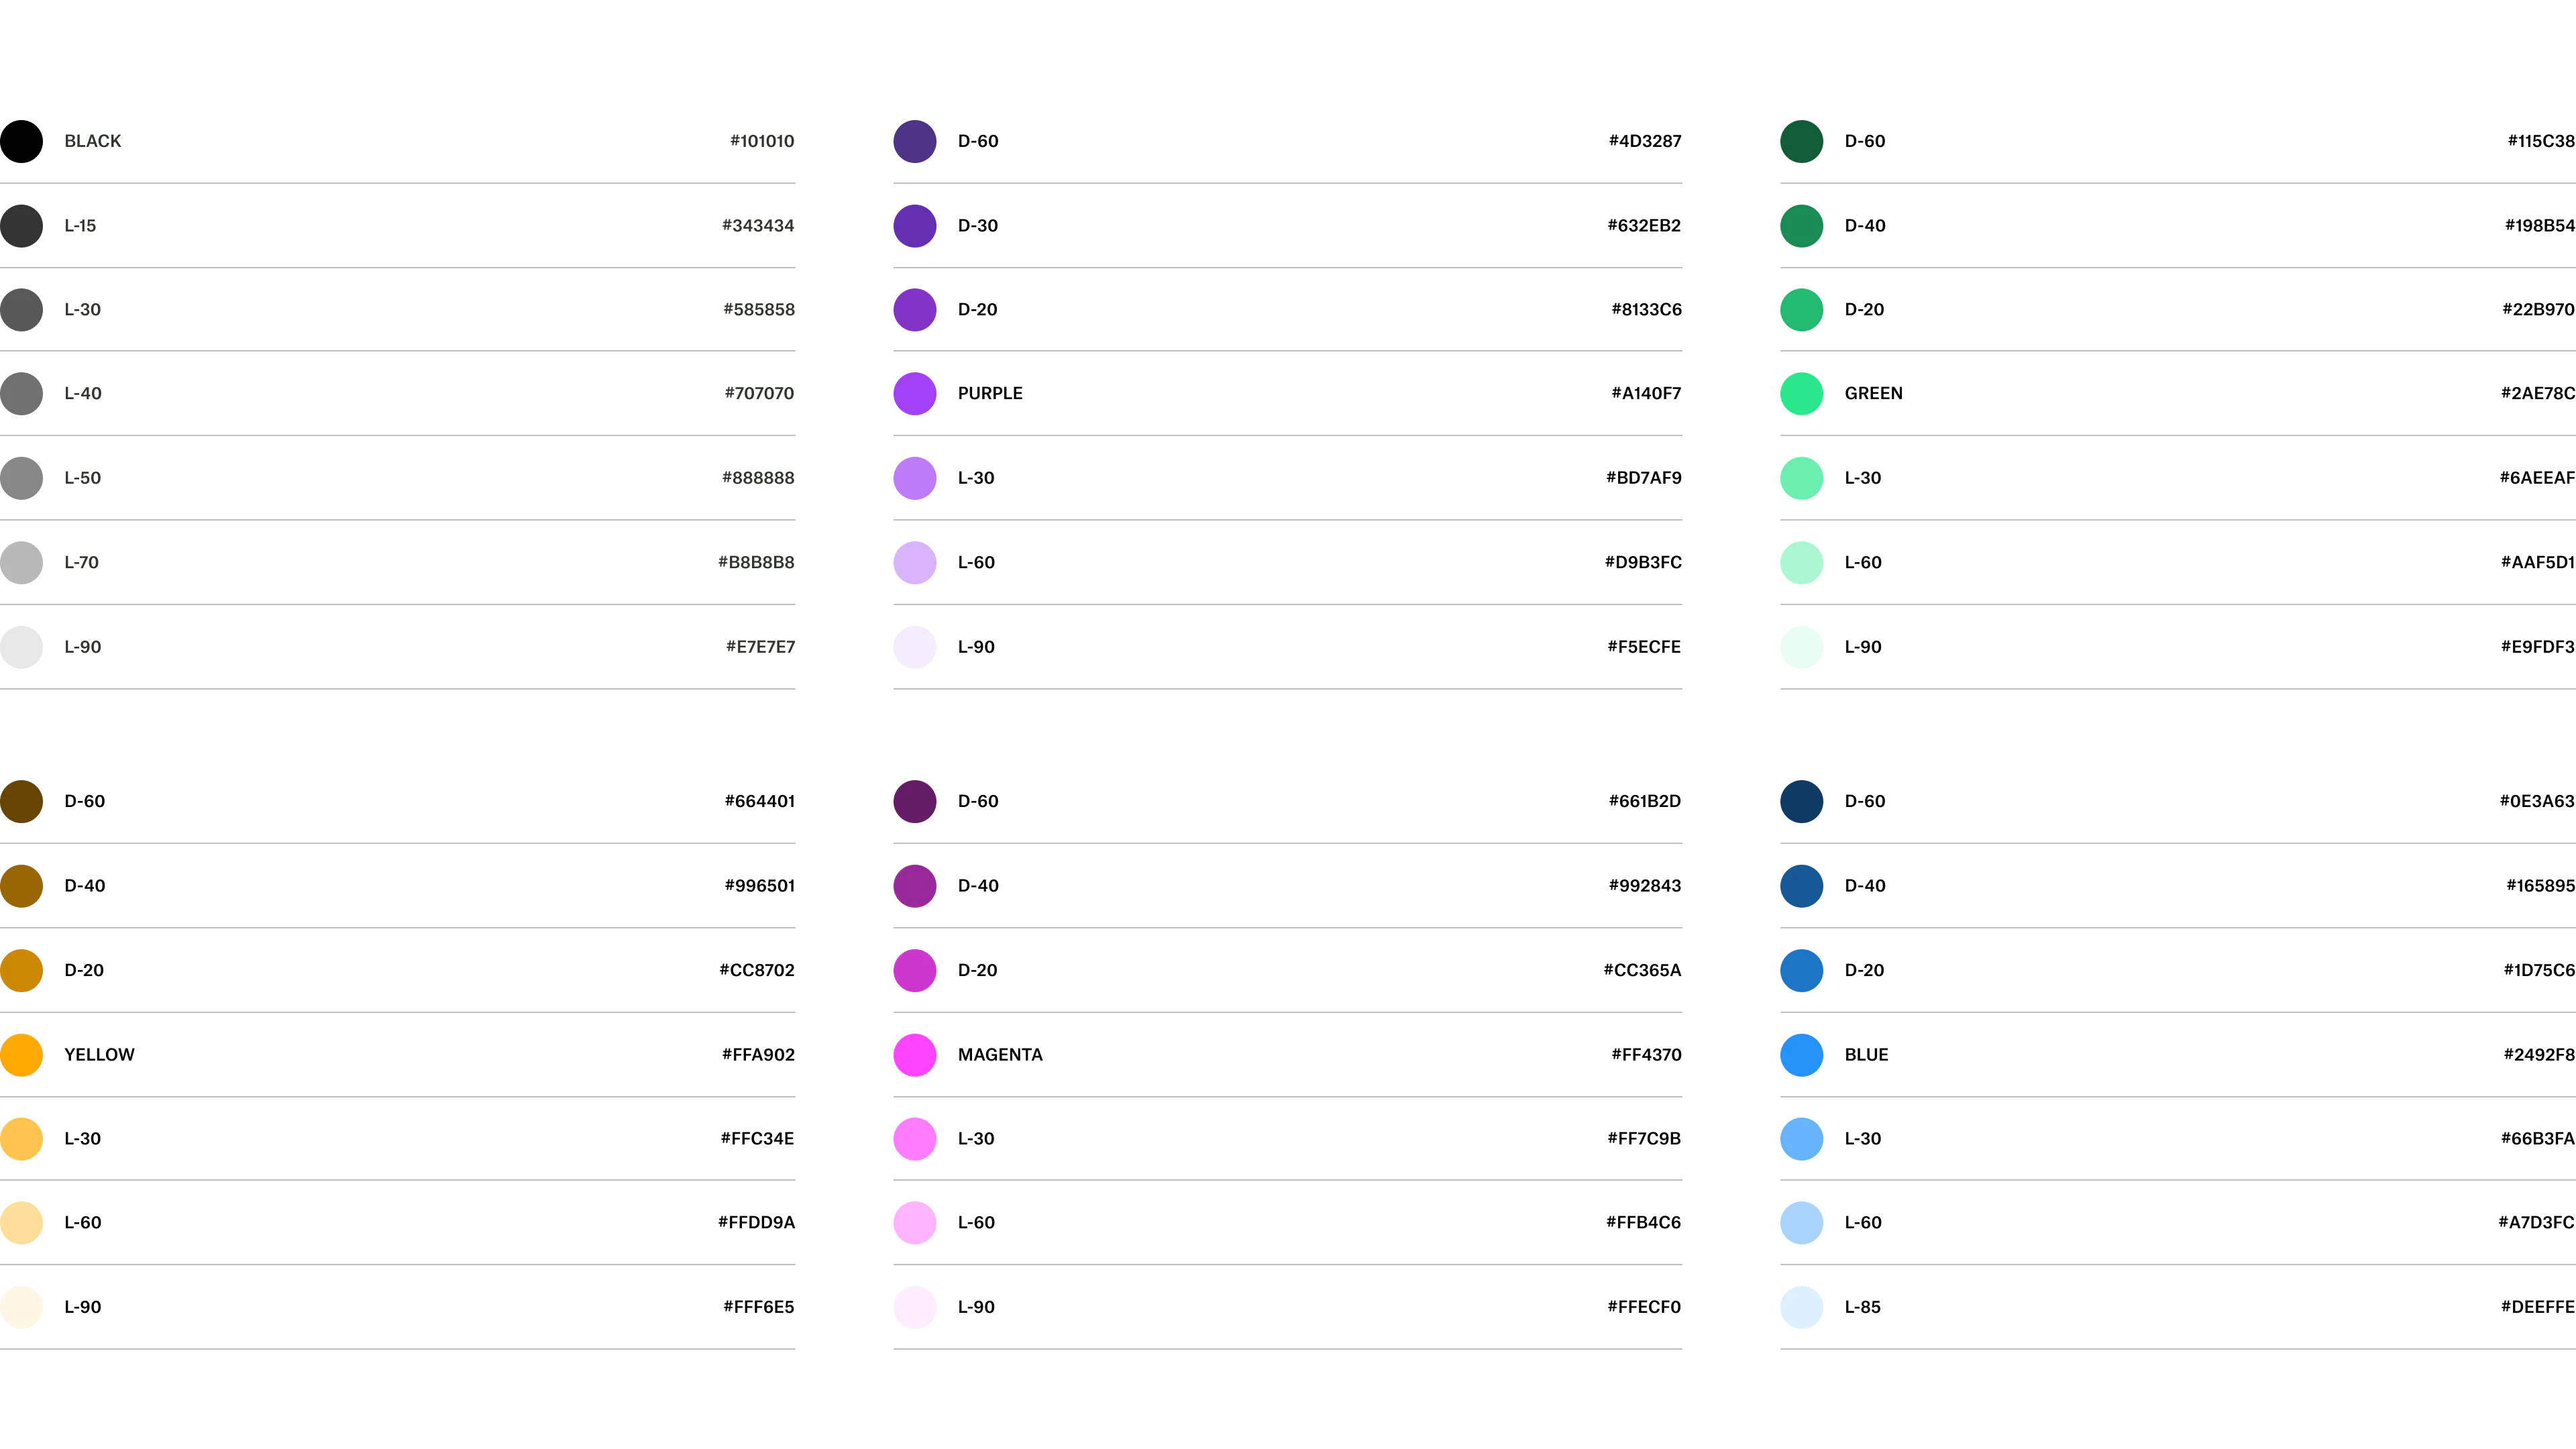 BLACK #101010
L-15 #343434
L-30 #585858
L-40 #707070
L-50 #888888
L-70 #B8B8B8
L-90 #E7E7E7
D-60 #4D3287
D-30 #632EB2
D-20 #8133C6
PURPLE #A140F7
L-30 #BD7AF9
L-60 #D9B3FC
L-90 #F5ECFE
D-60 #115C38
D-40 #198B54
D-20 #22B970
GREEN #2AE78C
L-30 #6AEEAF
L-60 #AAF5D1
L-90 #E9FDF3
D-60 #664401
D-40 #996501
D-20 #CC8702
YELLOW #FFA902
L-30 #FFC34E
L-60 #FFDD9A
L-90 #FFF6E5
D-60 #661B2D
D-40 #992843
D-20 #CC365A
MAGENTA #FF4370
L-30 #FF7C9B
L-60 #FFB4C6
L-90 #FFECF0
D-60 #0E3A63
D-40 #165895
D-20 #1D75C6
BLUE #2492F8
L-30 #66B3FA
L-60 #A7D3FC
L-85 #DEEFFE